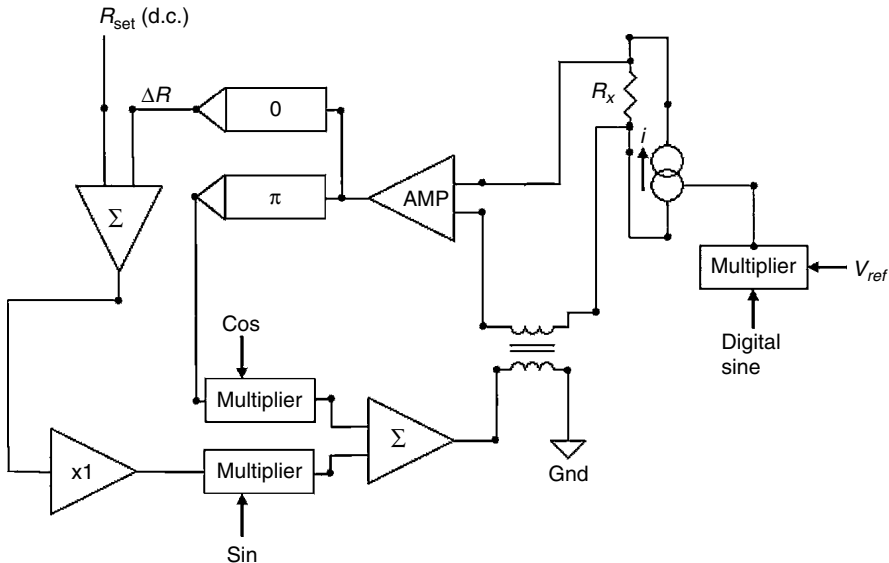 R_set (d.c.)
ΔR
0
π
AMP
Σ
R_x
i
Multiplier
V_ref
Digital
sine
Cos
Multiplier
Σ
x1
Multiplier
Sin
Gnd